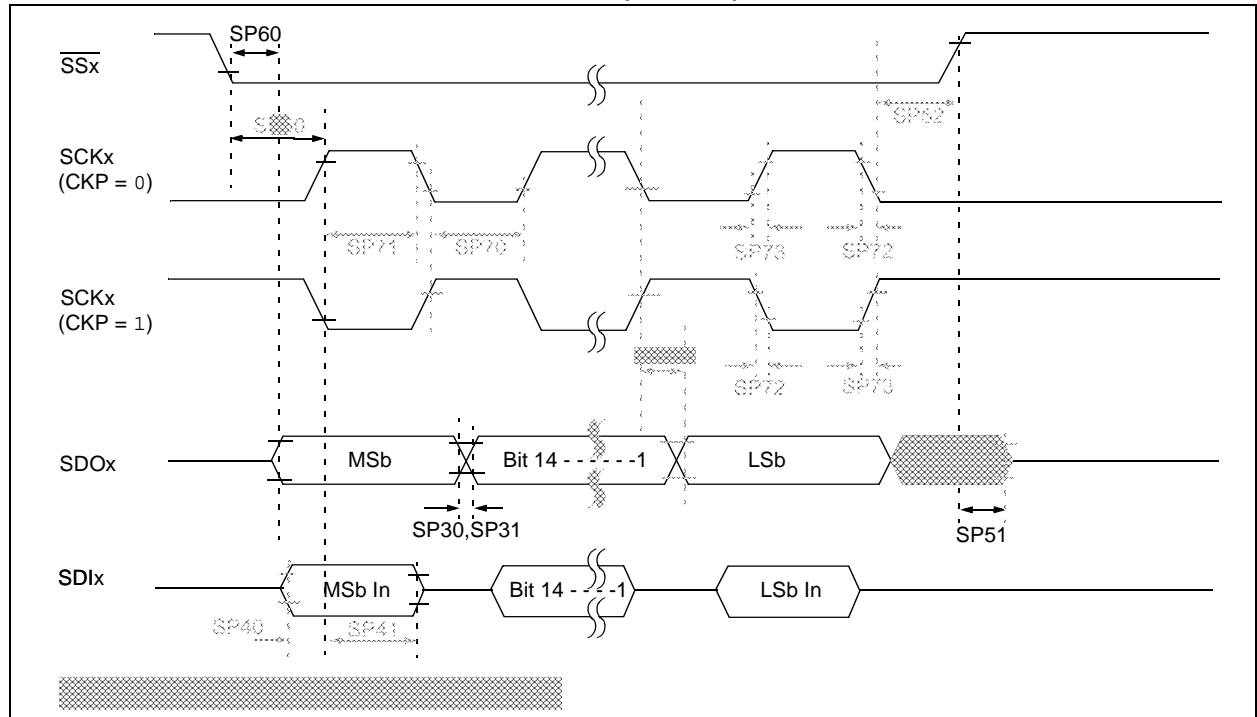 SP60
SSx
SP52
SCKx
(CKP = 0)
SP71
SP70
SP73
SP72
SCKx
(CKP = 1)
SP72
SP73
SDOx
MSb
Bit 14 - - - - - -1
LSb
SP30,SP31
SP51
SDIx
MSb In
Bit 14 - - - -1
LSb In
SP40
SP41